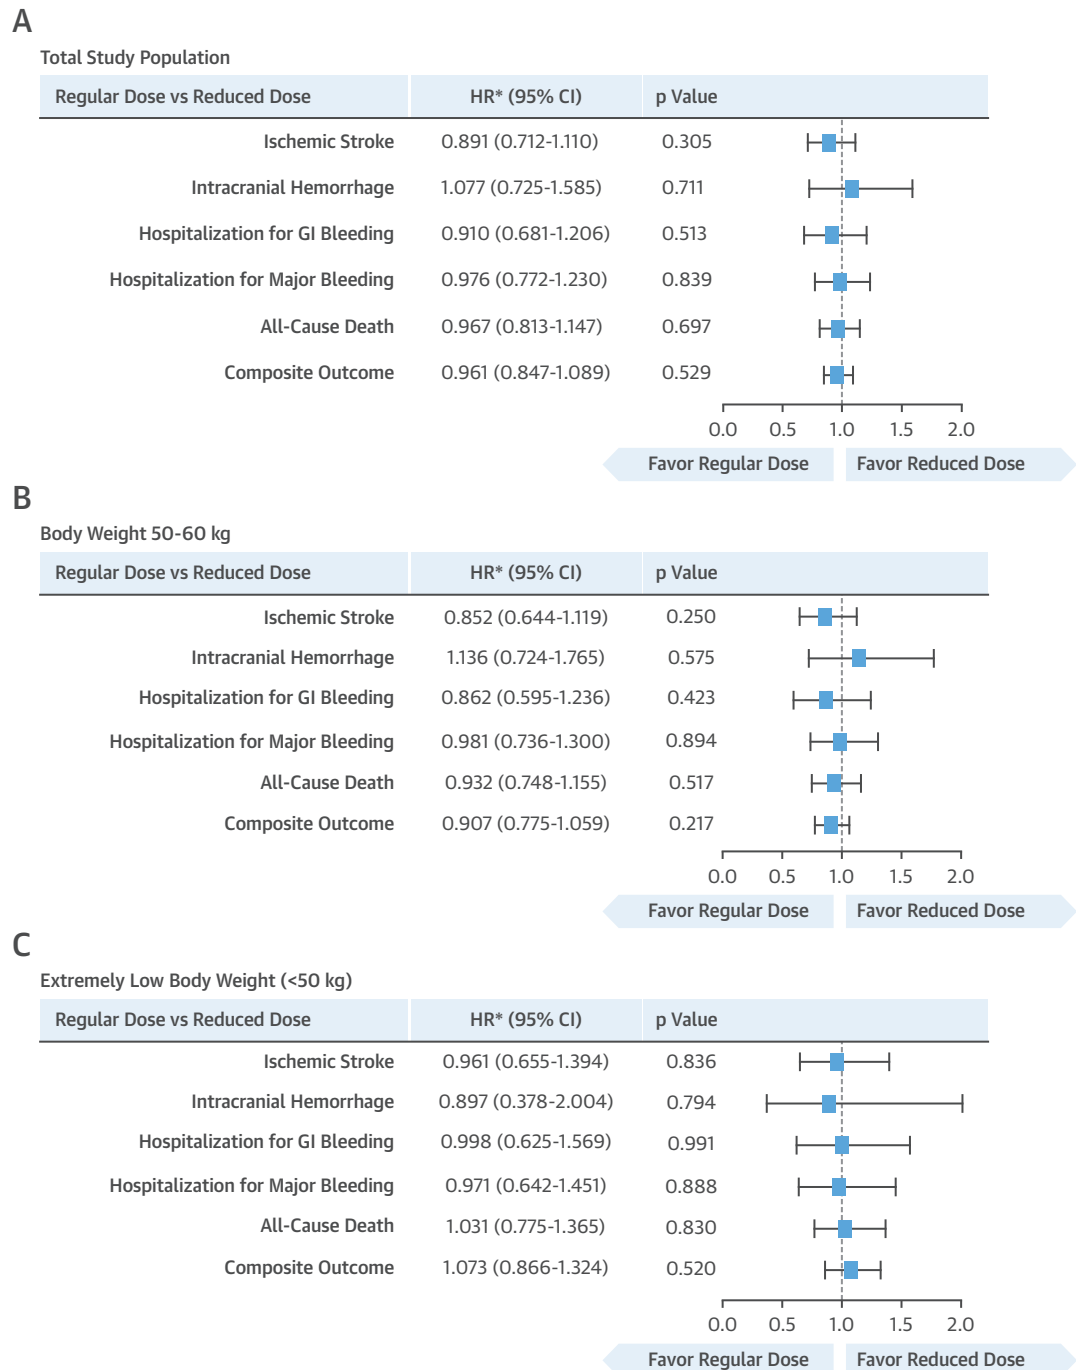 A
Total Study Population
Regular Dose vs Reduced Dose HR* (95% CI) p Value
Ischemic Stroke 0.891 (0.712-1.110) 0.305
Intracranial Hemorrhage 1.077 (0.725-1.585) 0.711
Hospitalization for GI Bleeding 0.910 (0.681-1.206) 0.513
Hospitalization for Major Bleeding 0.976 (0.772-1.230) 0.839
All-Cause Death 0.967 (0.813-1.147) 0.697
Composite Outcome 0.961 (0.847-1.089) 0.529
0.0 0.5 1.0 1.5 2.0
Favor Regular Dose Favor Reduced Dose
B
Body Weight 50-60 kg
Regular Dose vs Reduced Dose HR* (95% CI) p Value
Ischemic Stroke 0.852 (0.644-1.119) 0.250
Intracranial Hemorrhage 1.136 (0.724-1.765) 0.575
Hospitalization for GI Bleeding 0.862 (0.595-1.236) 0.423
Hospitalization for Major Bleeding 0.981 (0.736-1.300) 0.894
All-Cause Death 0.932 (0.748-1.155) 0.517
Composite Outcome 0.907 (0.775-1.059) 0.217
0.0 0.5 1.0 1.5 2.0
Favor Regular Dose Favor Reduced Dose
C
Extremely Low Body Weight (<50 kg)
Regular Dose vs Reduced Dose HR* (95% CI) p Value
Ischemic Stroke 0.961 (0.655-1.394) 0.836
Intracranial Hemorrhage 0.897 (0.378-2.004) 0.794
Hospitalization for GI Bleeding 0.998 (0.625-1.569) 0.991
Hospitalization for Major Bleeding 0.971 (0.642-1.451) 0.888
All-Cause Death 1.031 (0.775-1.365) 0.830
Composite Outcome 1.073 (0.866-1.324) 0.520
0.0 0.5 1.0 1.5 2.0
Favor Regular Dose Favor Reduced Dose